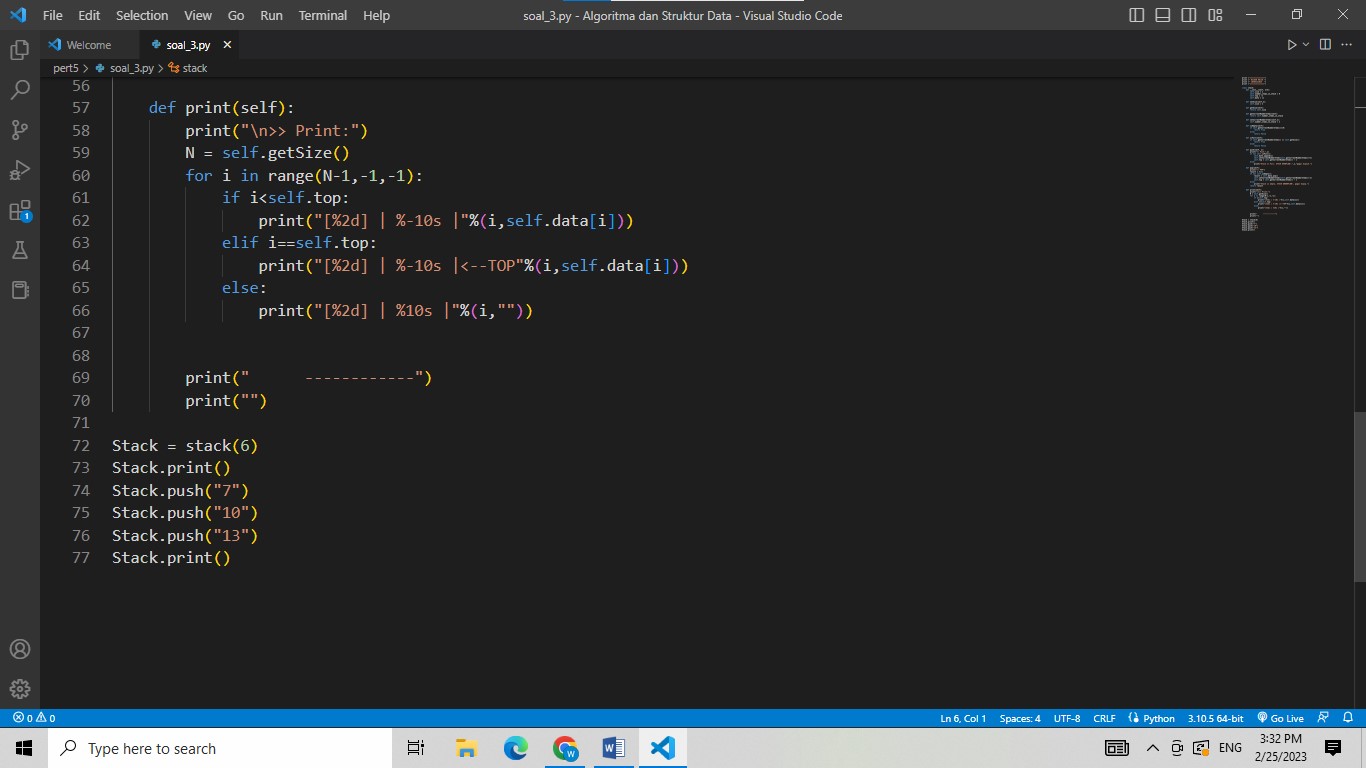 File Edit Selection View Go Run Terminal Help soal_3.py - Algoritma dan Struktur Data - Visual Studio Code
Welcome soal_3.py
pert5 > soal_3.py > stack
56
57 def print(self):
58 print("\n>> Print:")
59 N = self.getSize()
60 for i in range(N-1,-1,-1):
61 if i<self.top:
62 print("[%2d] | %-10s |"%(i,self.data[i]))
63 elif i==self.top:
64 print("[%2d] | %-10s |<--TOP"%(i,self.data[i]))
65 else:
66 print("[%2d] | %10s |"%(i,""))
67
68
69 print("      ------------")
70 print("")
71
72 Stack = stack(6)
73 Stack.print()
74 Stack.push("7")
75 Stack.push("10")
76 Stack.push("13")
77 Stack.print()
1
0 0 Ln 6, Col 1 Spaces: 4 UTF-8 CRLF Python 3.10.5 64-bit Go Live
Type here to search ENG 3:32 PM
2/25/2023